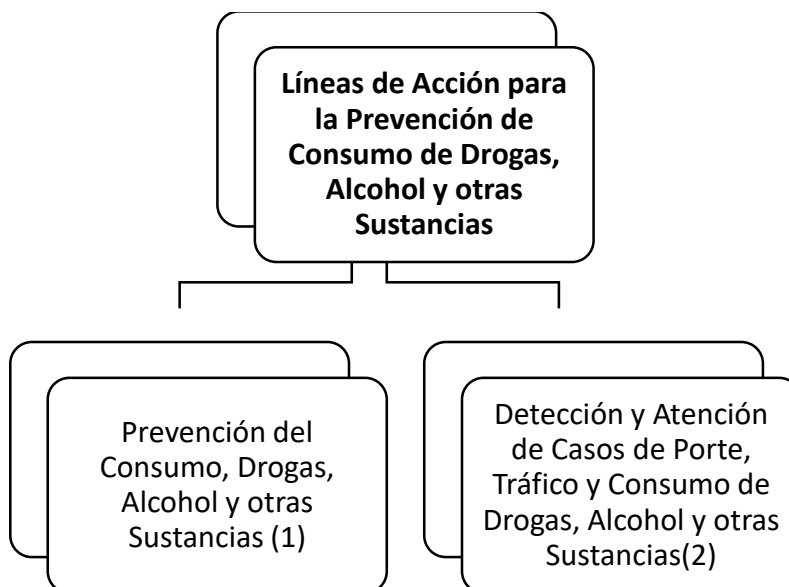 Líneas de Acción para
la Prevención de
Consumo de Drogas,
Alcohol y otras
Sustancias
Prevención del
Consumo, Drogas,
Alcohol y otras
Sustancias (1)
Detección y Atención
de Casos de Porte,
Tráfico y Consumo de
Drogas, Alcohol y otras
Sustancias(2)